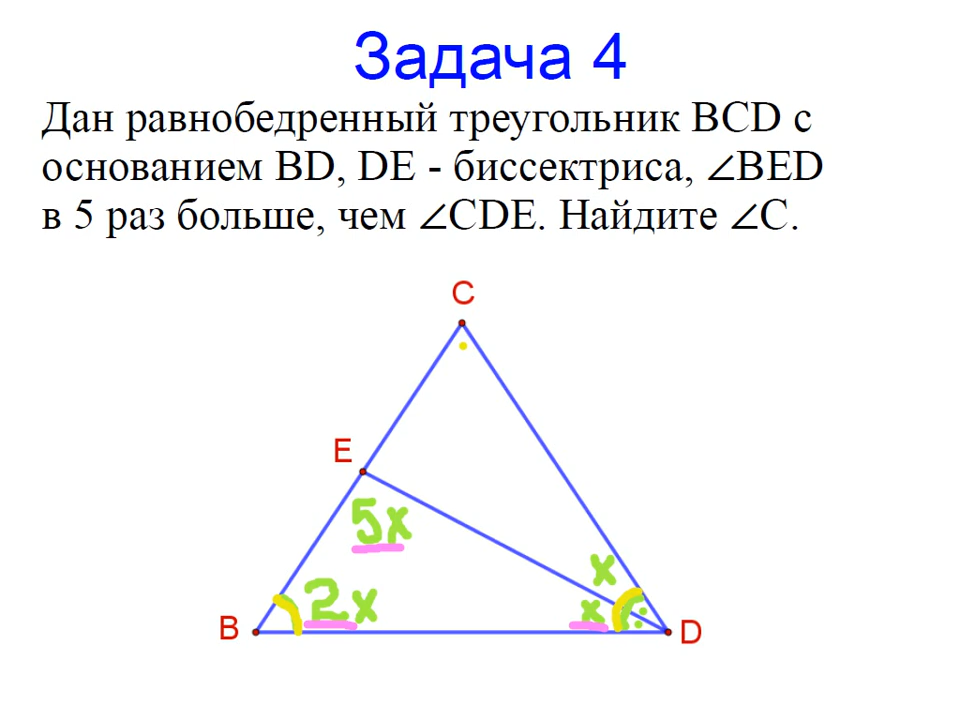 Задача 4
Дан равнобедренный треугольник BCD с
основанием BD, DE - биссектриса, ∠BED
в 5 раз больше, чем ∠CDE. Найдите ∠C.
C
E
5x
x
2x
x
B
D